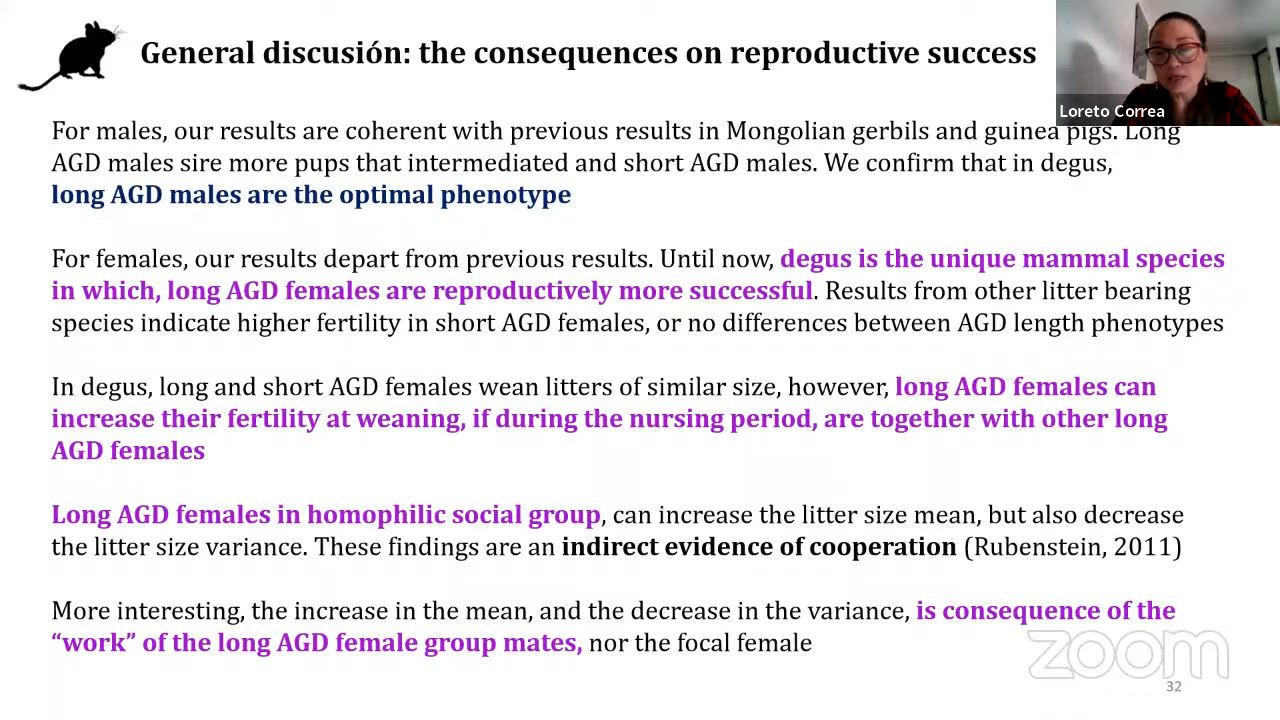 General discusión: the consequences on reproductive success
Loreto Correa
For males, our results are coherent with previous results in Mongolian gerbils and guinea pigs. Long
AGD males sire more pups that intermediated and short AGD males. We confirm that in degus,
long AGD males are the optimal phenotype
For females, our results depart from previous results. Until now, degus is the unique mammal species
in which, long AGD females are reproductively more successful. Results from other litter bearing
species indicate higher fertility in short AGD females, or no differences between AGD length phenotypes
In degus, long and short AGD females wean litters of similar size, however, long AGD females can
increase their fertility at weaning, if during the nursing period, are together with other long
AGD females
Long AGD females in homophilic social group, can increase the litter size mean, but also decrease
the litter size variance. These findings are an indirect evidence of cooperation (Rubenstein, 2011)
More interesting, the increase in the mean, and the decrease in the variance, is consequence of the
“work” of the long AGD female group mates, nor the focal female
zoom
32